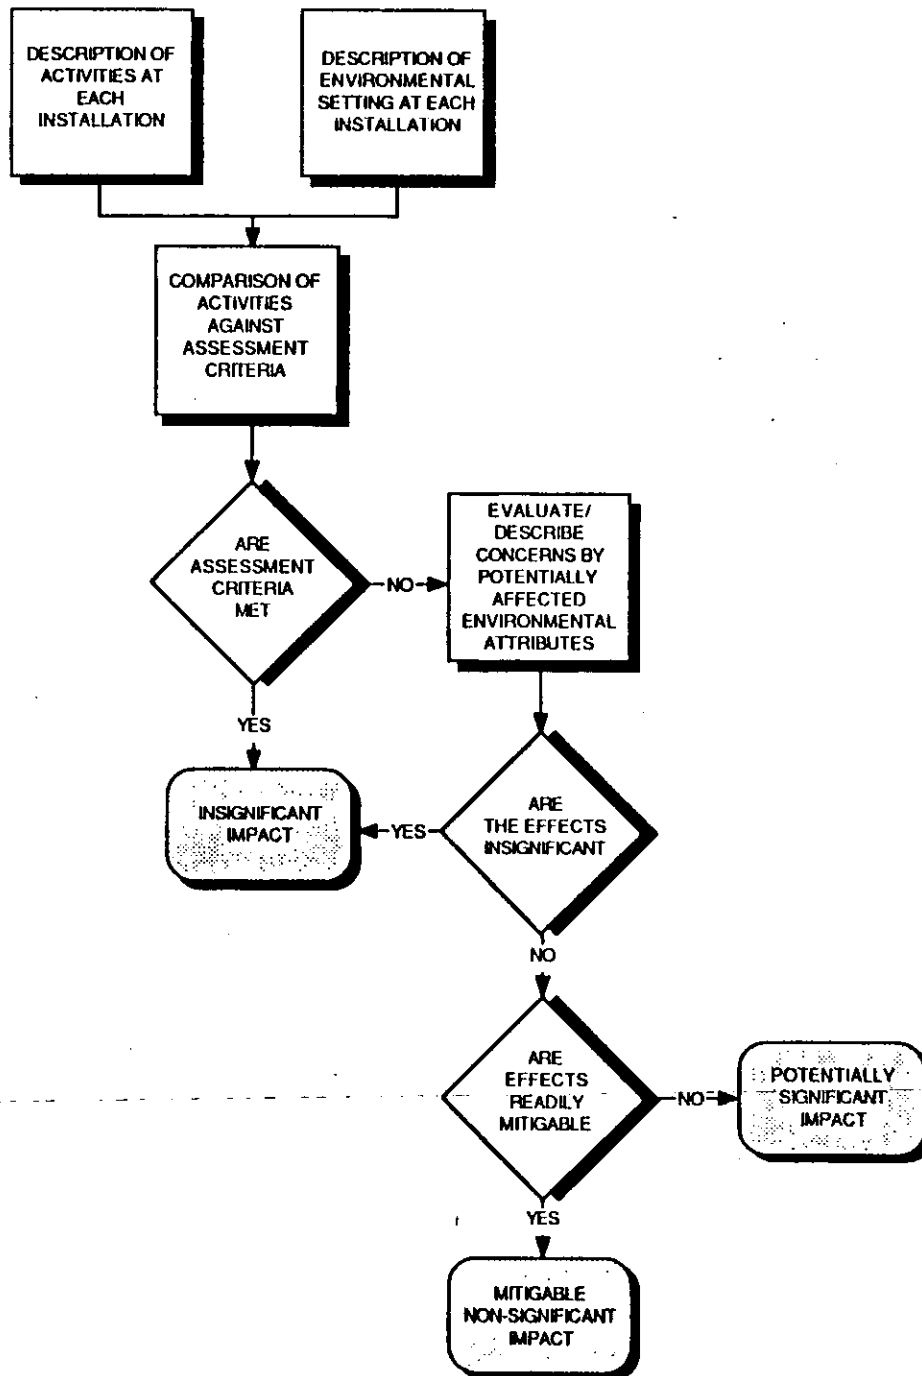 DESCRIPTION OF
ACTIVITIES AT
EACH
INSTALLATION
DESCRIPTION OF
ENVIRONMENTAL
SETTING AT EACH
INSTALLATION
COMPARISON OF
ACTIVITIES
AGAINST
ASSESSMENT
CRITERIA
ARE
ASSESSMENT
CRITERIA
MET
NO
EVALUATE/
DESCRIBE
CONCERNS BY
POTENTIALLY
AFFECTED
ENVIRONMENTAL
ATTRIBUTES
YES
INSIGNIFICANT
IMPACT
YES
ARE
THE EFFECTS
INSIGNIFICANT
NO
ARE
EFFECTS
READILY
MITIGABLE
NO
POTENTIALLY
SIGNIFICANT
IMPACT
YES
MITIGABLE
NON-SIGNIFICANT
IMPACT